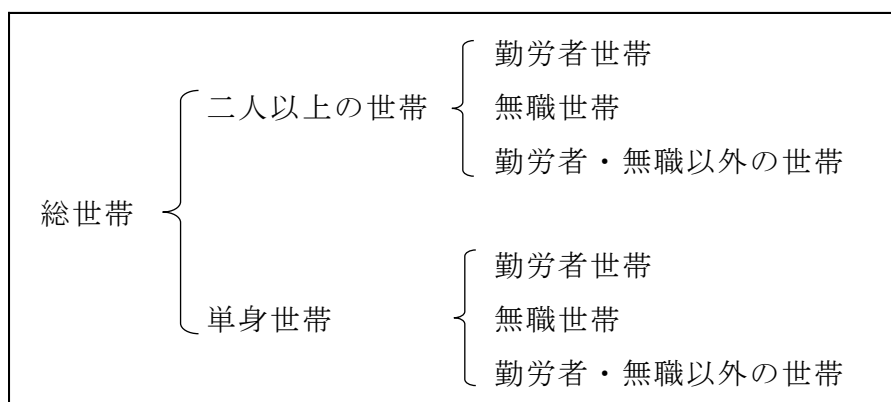 総世帯
二人以上の世帯
勤労者世帯
無職世帯
勤労者・無職以外の世帯
単身世帯
勤労者世帯
無職世帯
勤労者・無職以外の世帯